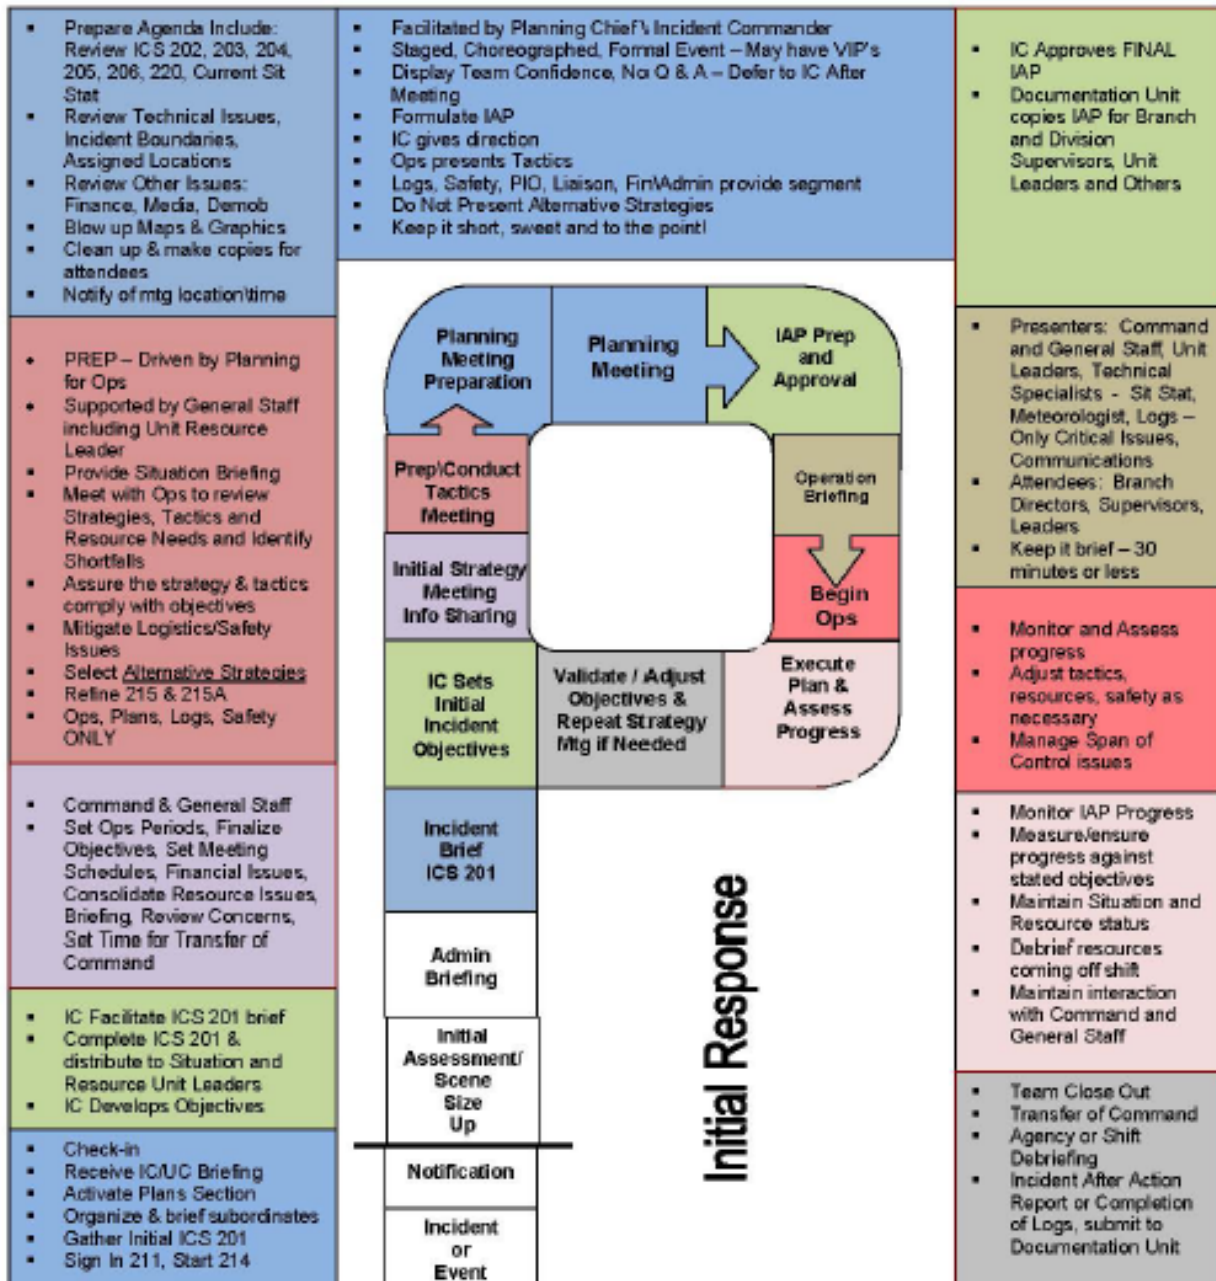 ▪ Prepare Agenda Include:
Review ICS 202, 203, 204,
205, 206, 220, Current Sit
Stat
▪ Review Technical Issues,
Incident Boundaries,
Assigned Locations
▪ Review Other Issues:
Finance, Media, Demob
▪ Blow up Maps & Graphics
▪ Clean up & make copies for
attendees
▪ Notify of mtg location\time
• PREP – Driven by Planning
for Ops
• Supported by General Staff
including Unit Resource
Leader
▪ Provide Situation Briefing
▪ Meet with Ops to review
Strategies, Tactics and
Resource Needs and Identify
Shortfalls
▪ Assure the strategy & tactics
comply with objectives
▪ Mitigate Logistics/Safety
Issues
▪ Select Alternative Strategies
▪ Refine 215 & 215A
▪ Ops, Plans, Logs, Safety
ONLY
▪ Command & General Staff
▪ Set Ops Periods, Finalize
Objectives, Set Meeting
Schedules, Financial Issues,
Consolidate Resource Issues,
Briefing, Review Concerns,
Set Time for Transfer of
Command
▪ IC Facilitate ICS 201 brief
▪ Complete ICS 201 &
distribute to Situation and
Resource Unit Leaders
▪ IC Develops Objectives
▪ Check-in
▪ Receive IC/UC Briefing
▪ Activate Plans Section
▪ Organize & brief subordinates
▪ Gather Initial ICS 201
▪ Sign In 211, Start 214
▪ Facilitated by Planning Chief \ Incident Commander
▪ Staged, Choreographed, Formal Event – May have VIP's
▪ Display Team Confidence, No Q & A – Defer to IC After
Meeting
▪ Formulate IAP
▪ IC gives direction
▪ Ops presents Tactics
▪ Logs, Safety, PIO, Liaison, Fin\Admin provide segment
▪ Do Not Present Alternative Strategies
▪ Keep it short, sweet and to the point!
Planning
Meeting
Preparation
Planning
Meeting
IAP Prep
and
Approval
Prep\Conduct
Tactics
Meeting
Operation
Briefing
Initial Strategy
Meeting
Info Sharing
Begin
Ops
IC Sets
Initial
Incident
Objectives
Validate / Adjust
Objectives &
Repeat Strategy
Mtg if Needed
Execute
Plan &
Assess
Progress
Incident
Brief
ICS 201
Admin
Briefing
Initial
Assessment/
Scene
Size
Up
Notification
Incident
or
Event
Initial Response
▪ IC Approves FINAL
IAP
▪ Documentation Unit
copies IAP for Branch
and Division
Supervisors, Unit
Leaders and Others
▪ Presenters: Command
and General Staff, Unit
Leaders, Technical
Specialists - Sit Stat,
Meteorologist, Logs –
Only Critical Issues,
Communications
▪ Attendees: Branch
Directors, Supervisors,
Leaders
▪ Keep it brief – 30
minutes or less
▪ Monitor and Assess
progress
▪ Adjust tactics,
resources, safety as
necessary
▪ Manage Span of
Control issues
▪ Monitor IAP Progress
▪ Measure/ensure
progress against
stated objectives
▪ Maintain Situation and
Resource status
▪ Debrief resources
coming off shift
▪ Maintain interaction
with Command and
General Staff
▪ Team Close Out
▪ Transfer of Command
▪ Agency or Shift
Debriefing
▪ Incident After Action
Report or Completion
of Logs, submit to
Documentation Unit